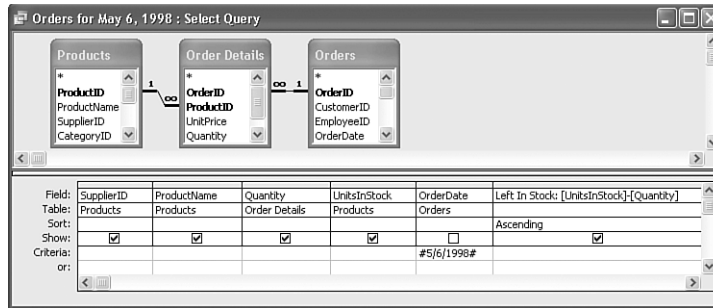 Orders for May 6, 1998 : Select Query
Products
*
ProductID
ProductName
SupplierID
CategoryID
1
∞
Order Details
*
OrderID
ProductID
UnitPrice
Quantity
∞
1
Orders
*
OrderID
CustomerID
EmployeeID
OrderDate
Field: SupplierID ProductName Quantity UnitsInStock OrderDate Left In Stock: [UnitsInStock]-[Quantity]
Table: Products Products Order Details Products Orders
Sort: Ascending
Show:
Criteria: #5/6/1998#
or: